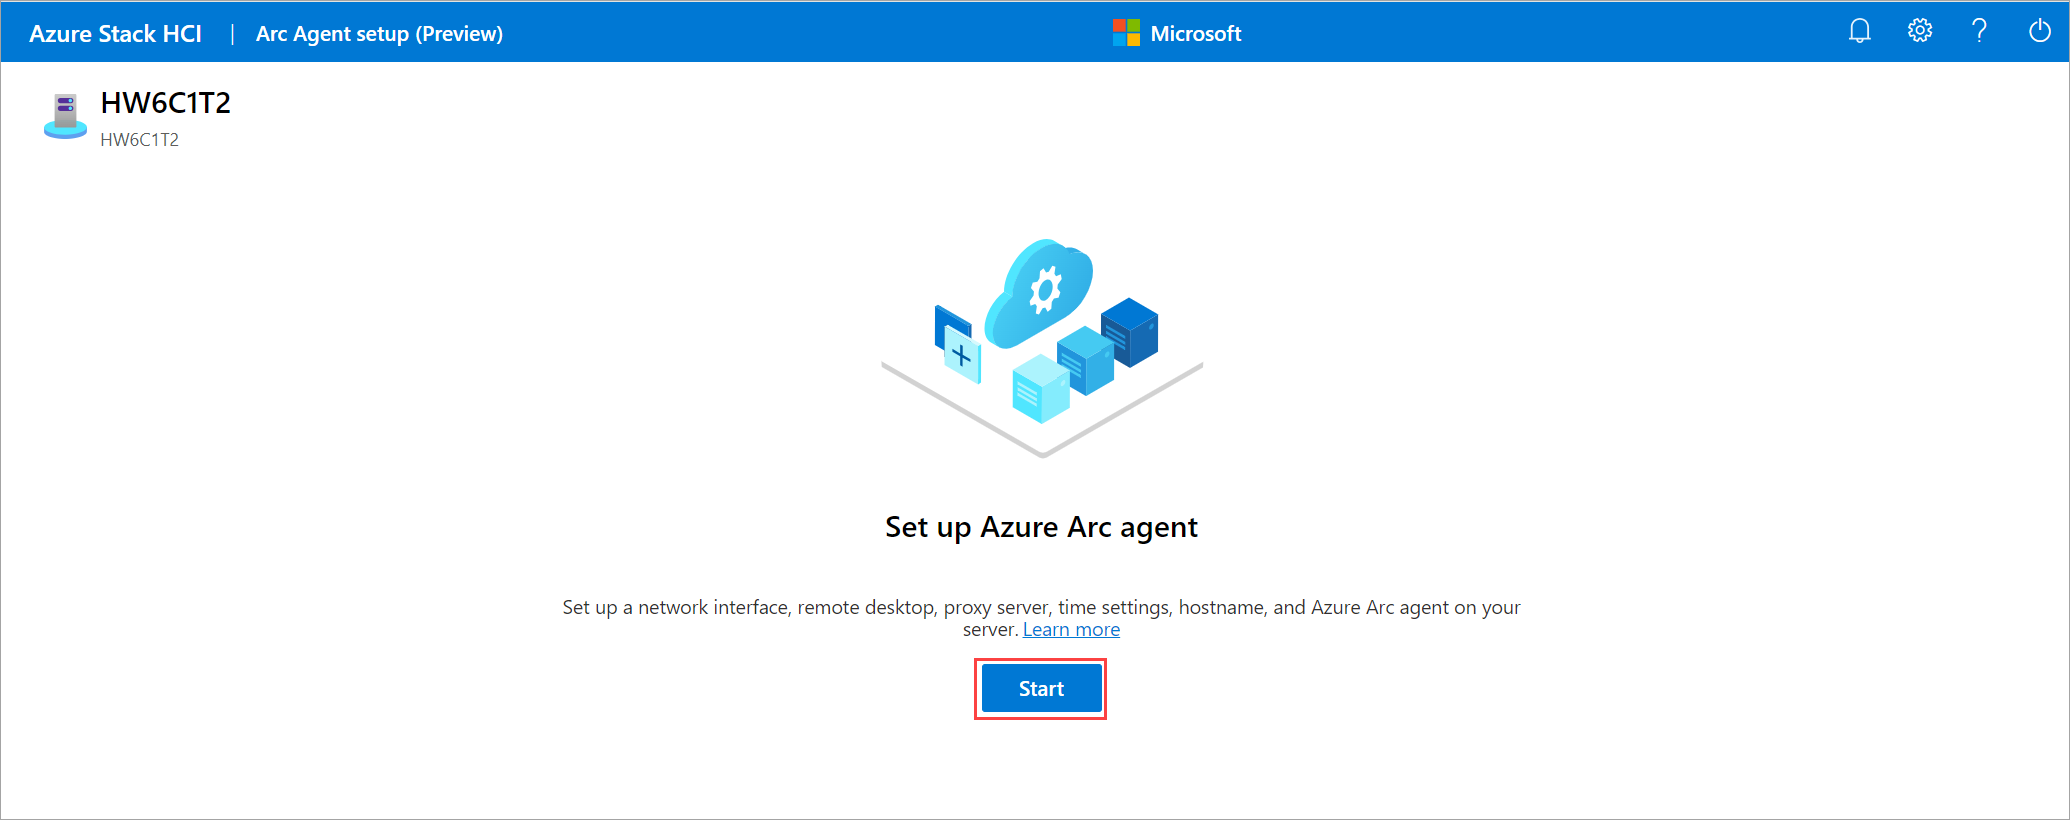 Azure Stack HCI | Arc Agent setup (Preview) Microsoft
HW6C1T2
HW6C1T2
Set up Azure Arc agent
Set up a network interface, remote desktop, proxy server, time settings, hostname, and Azure Arc agent on your
server. Learn more
Start